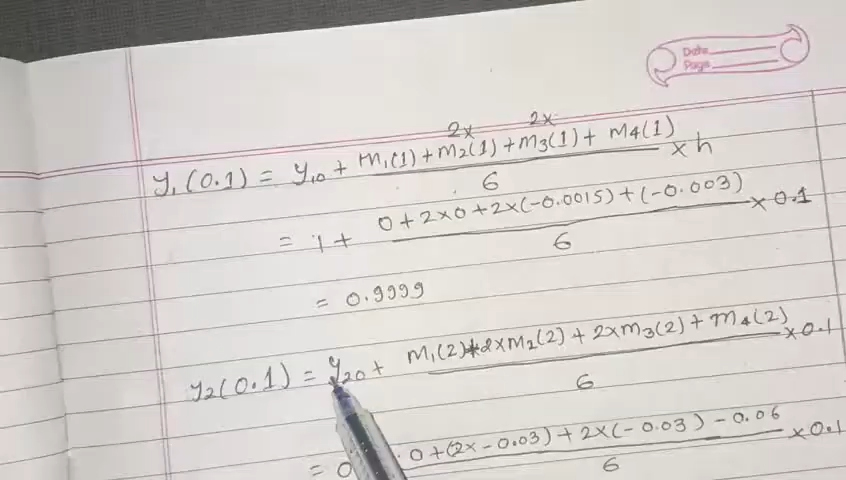 Date
Page
2x 2x
y₁(0.1) = y₁₀ + m₁(1) + m₂(1) + m₃(1) + m₄(1) / 6 × h
= 1 + 0 + 2×0 + 2×(-0.0015) + (-0.003) / 6 × 0.1
= 0.9999
y₂(0.1) = y₂₀ + m₁(2) + 2×m₂(2) + 2×m₃(2) + m₄(2) / 6 × 0.1
= 0 0 + (2× -0.03) + 2×(-0.03) - 0.06 / 6 × 0.1